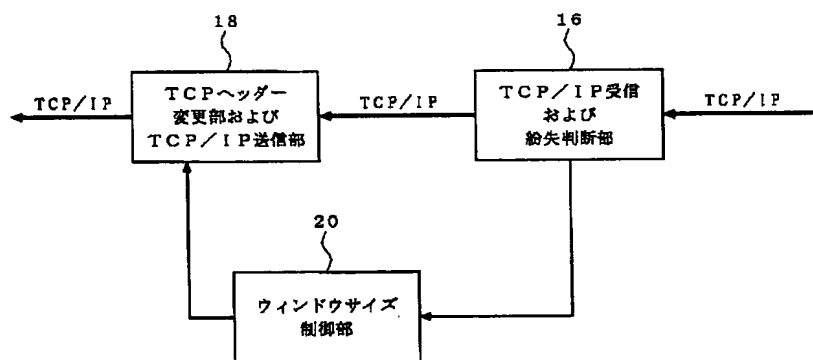 18
16
TCP/IP
TCPヘッダー
変更部および
TCP/IP送信部
TCP/IP
TCP/IP受信
および
紛失判断部
TCP/IP
20
ウィンドウサイズ
制御部